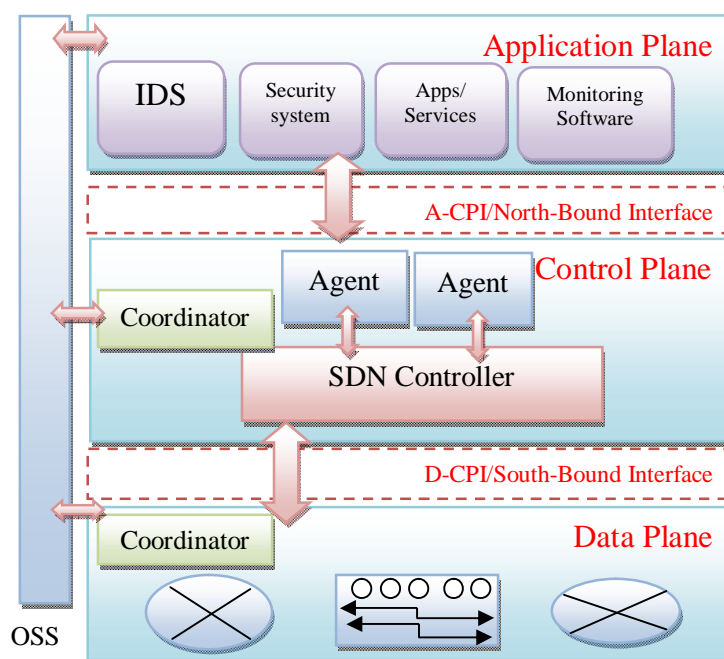 Application Plane
IDS
Security
system
Apps/
Services
Monitoring
Software
A-CPI/North-Bound Interface
Control Plane
Agent
Agent
Coordinator
SDN Controller
D-CPI/South-Bound Interface
Data Plane
Coordinator
OSS